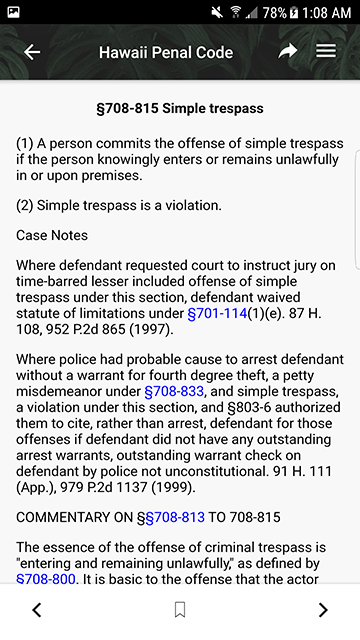 78% 1:08 AM
Hawaii Penal Code
§708-815 Simple trespass
(1) A person commits the offense of simple trespass
if the person knowingly enters or remains unlawfully
in or upon premises.
(2) Simple trespass is a violation.
Case Notes
Where defendant requested court to instruct jury on
time-barred lesser included offense of simple
trespass under this section, defendant waived
statute of limitations under §701-114(1)(e). 87 H.
108, 952 P.2d 865 (1997).
Where police had probable cause to arrest defendant
without a warrant for fourth degree theft, a petty
misdemeanor under §708-833, and simple trespass,
a violation under this section, and §803-6 authorized
them to cite, rather than arrest, defendant for those
offenses if defendant did not have any outstanding
arrest warrants, outstanding warrant check on
defendant by police not unconstitutional. 91 H. 111
(App.), 979 P.2d 1137 (1999).
COMMENTARY ON §§708-813 TO 708-815
The essence of the offense of criminal trespass is
"entering and remaining unlawfully," as defined by
§708-800. It is basic to the offense that the actor